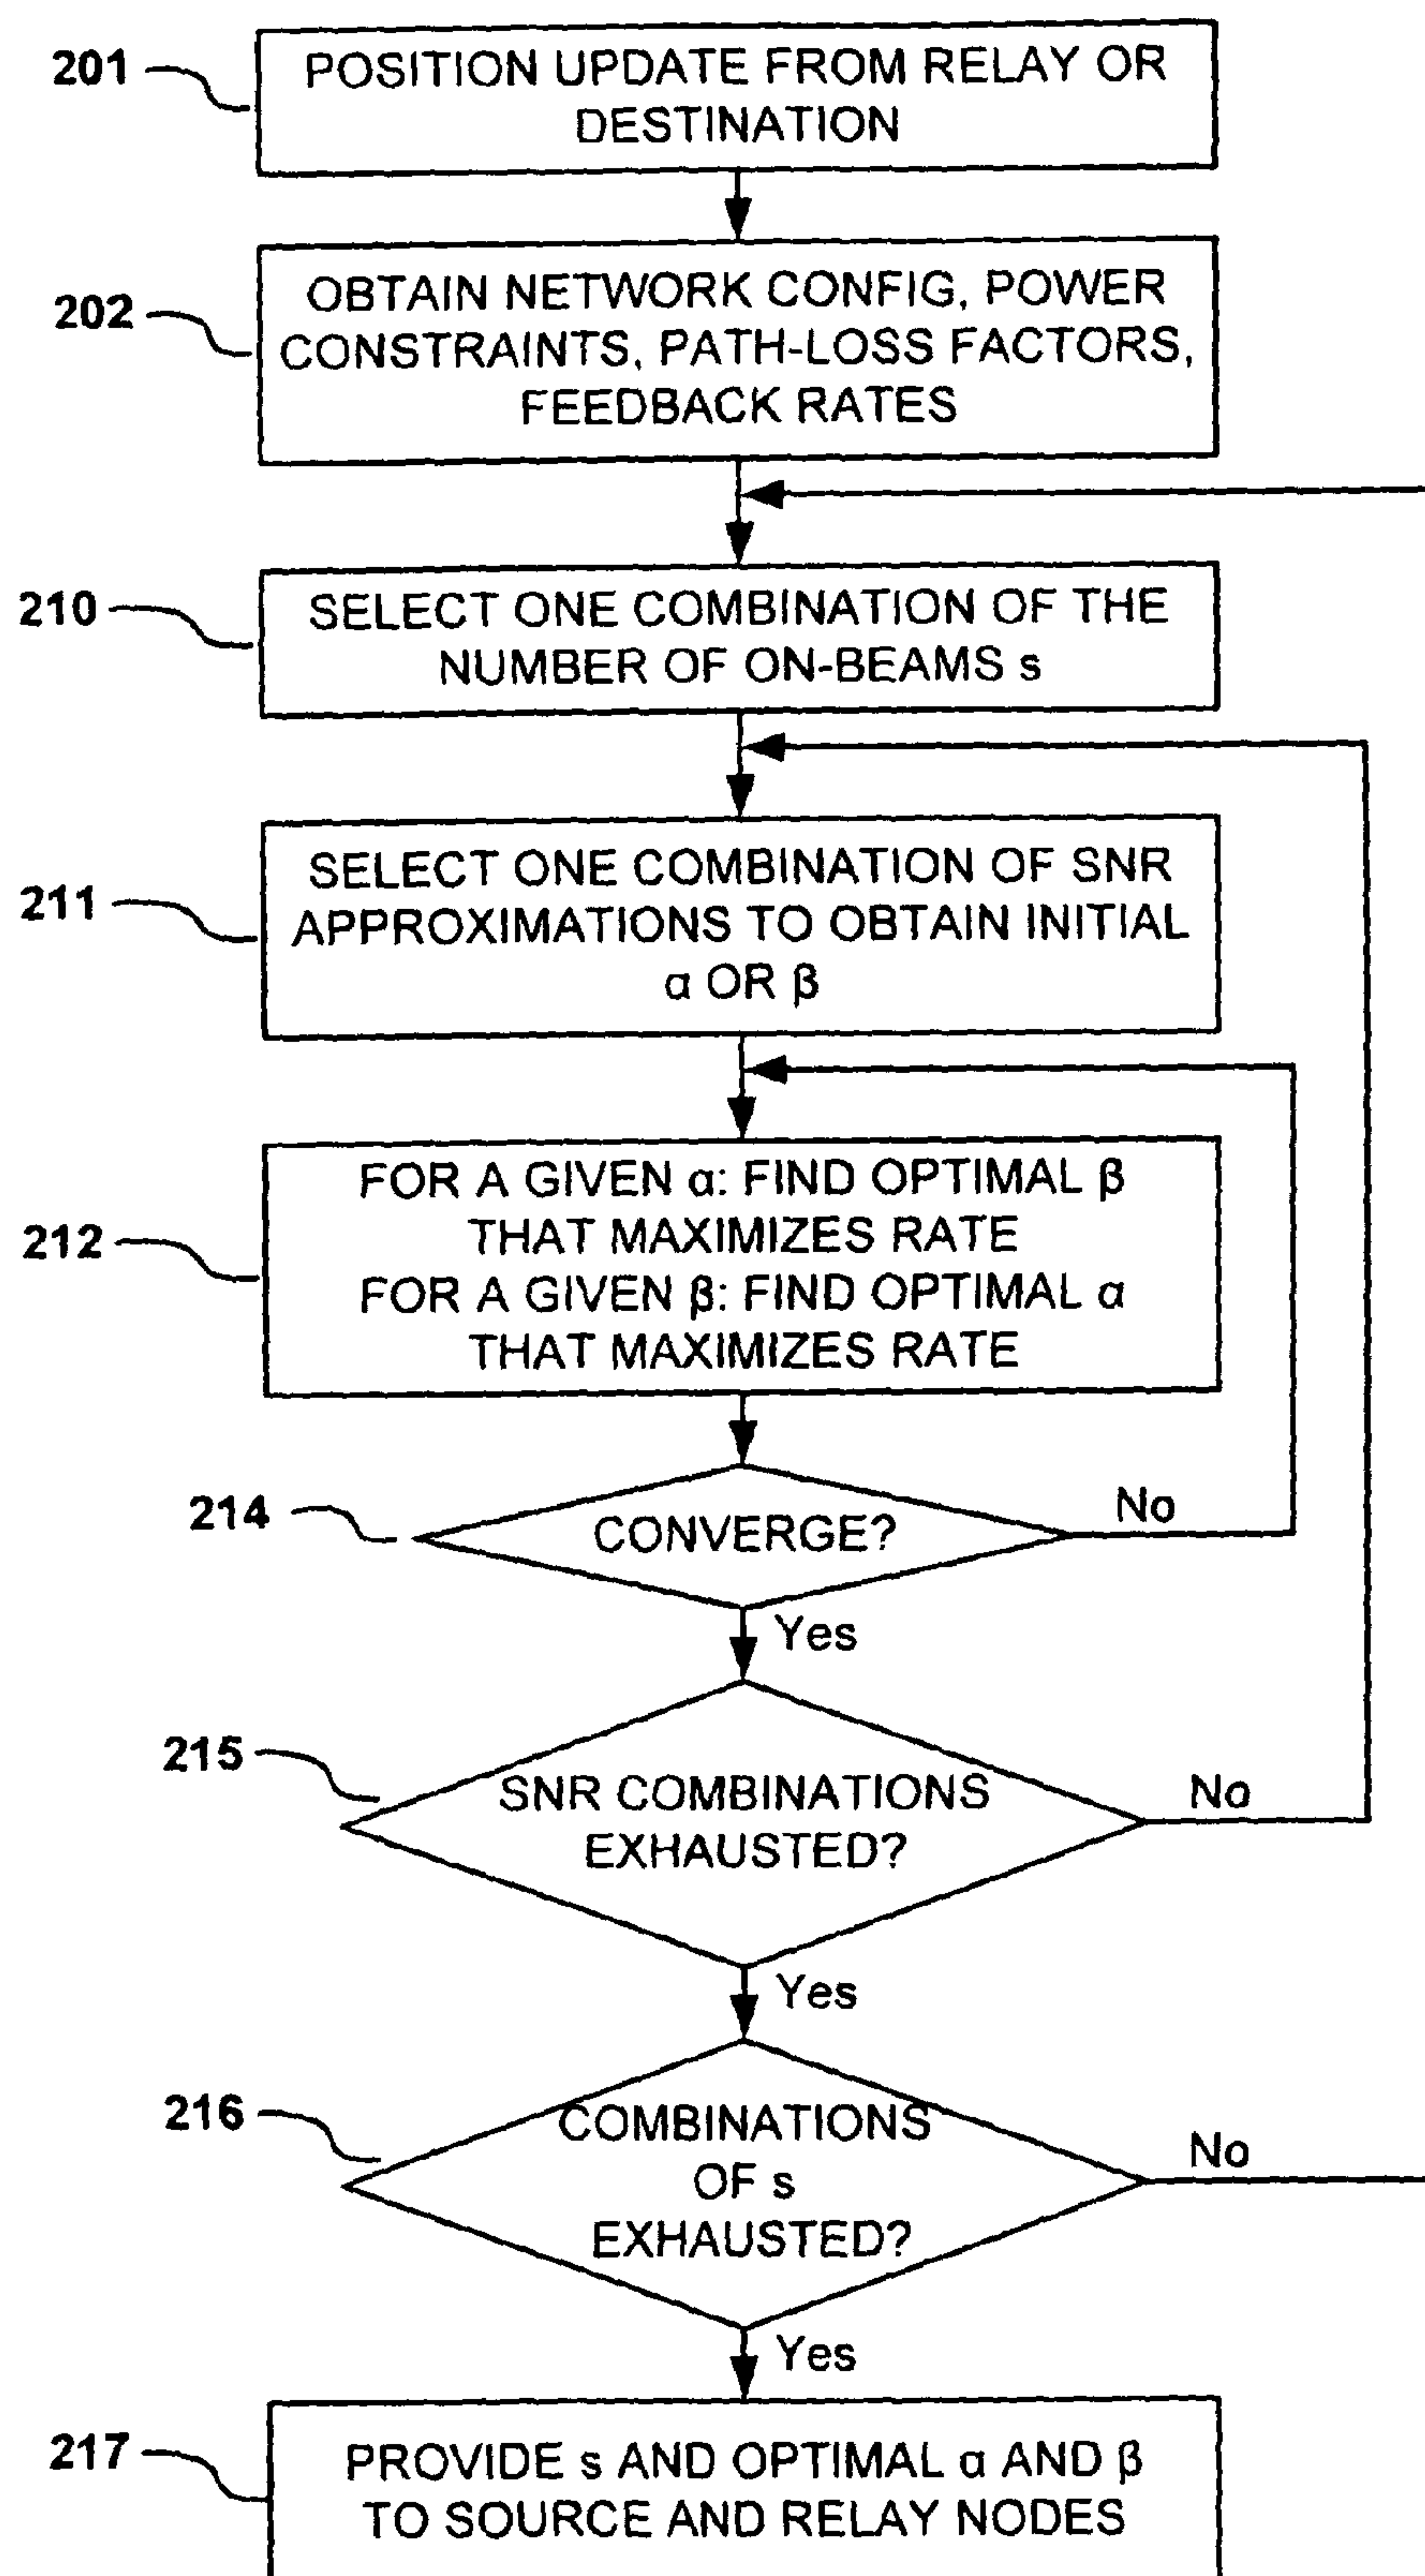 201
POSITION UPDATE FROM RELAY OR
DESTINATION
202
OBTAIN NETWORK CONFIG, POWER
CONSTRAINTS, PATH-LOSS FACTORS,
FEEDBACK RATES
210
SELECT ONE COMBINATION OF THE
NUMBER OF ON-BEAMS s
211
SELECT ONE COMBINATION OF SNR
APPROXIMATIONS TO OBTAIN INITIAL
α OR β
212
FOR A GIVEN α: FIND OPTIMAL β
THAT MAXIMIZES RATE
FOR A GIVEN β: FIND OPTIMAL α
THAT MAXIMIZES RATE
214
CONVERGE?
No
Yes
215
SNR COMBINATIONS
EXHAUSTED?
No
Yes
216
COMBINATIONS
OF s
EXHAUSTED?
No
Yes
217
PROVIDE s AND OPTIMAL α AND β
TO SOURCE AND RELAY NODES